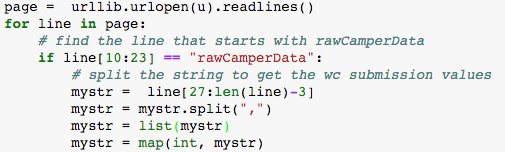 page =  urllib.urlopen(u).readlines()
for line in page:
    # find the line that starts with rawCamperData
    if line[10:23] == "rawCamperData":
        # split the string to get the wc submission values
        mystr =  line[27:len(line)-3]
        mystr = mystr.split(",")
        mystr = list(mystr)
        mystr = map(int, mystr)